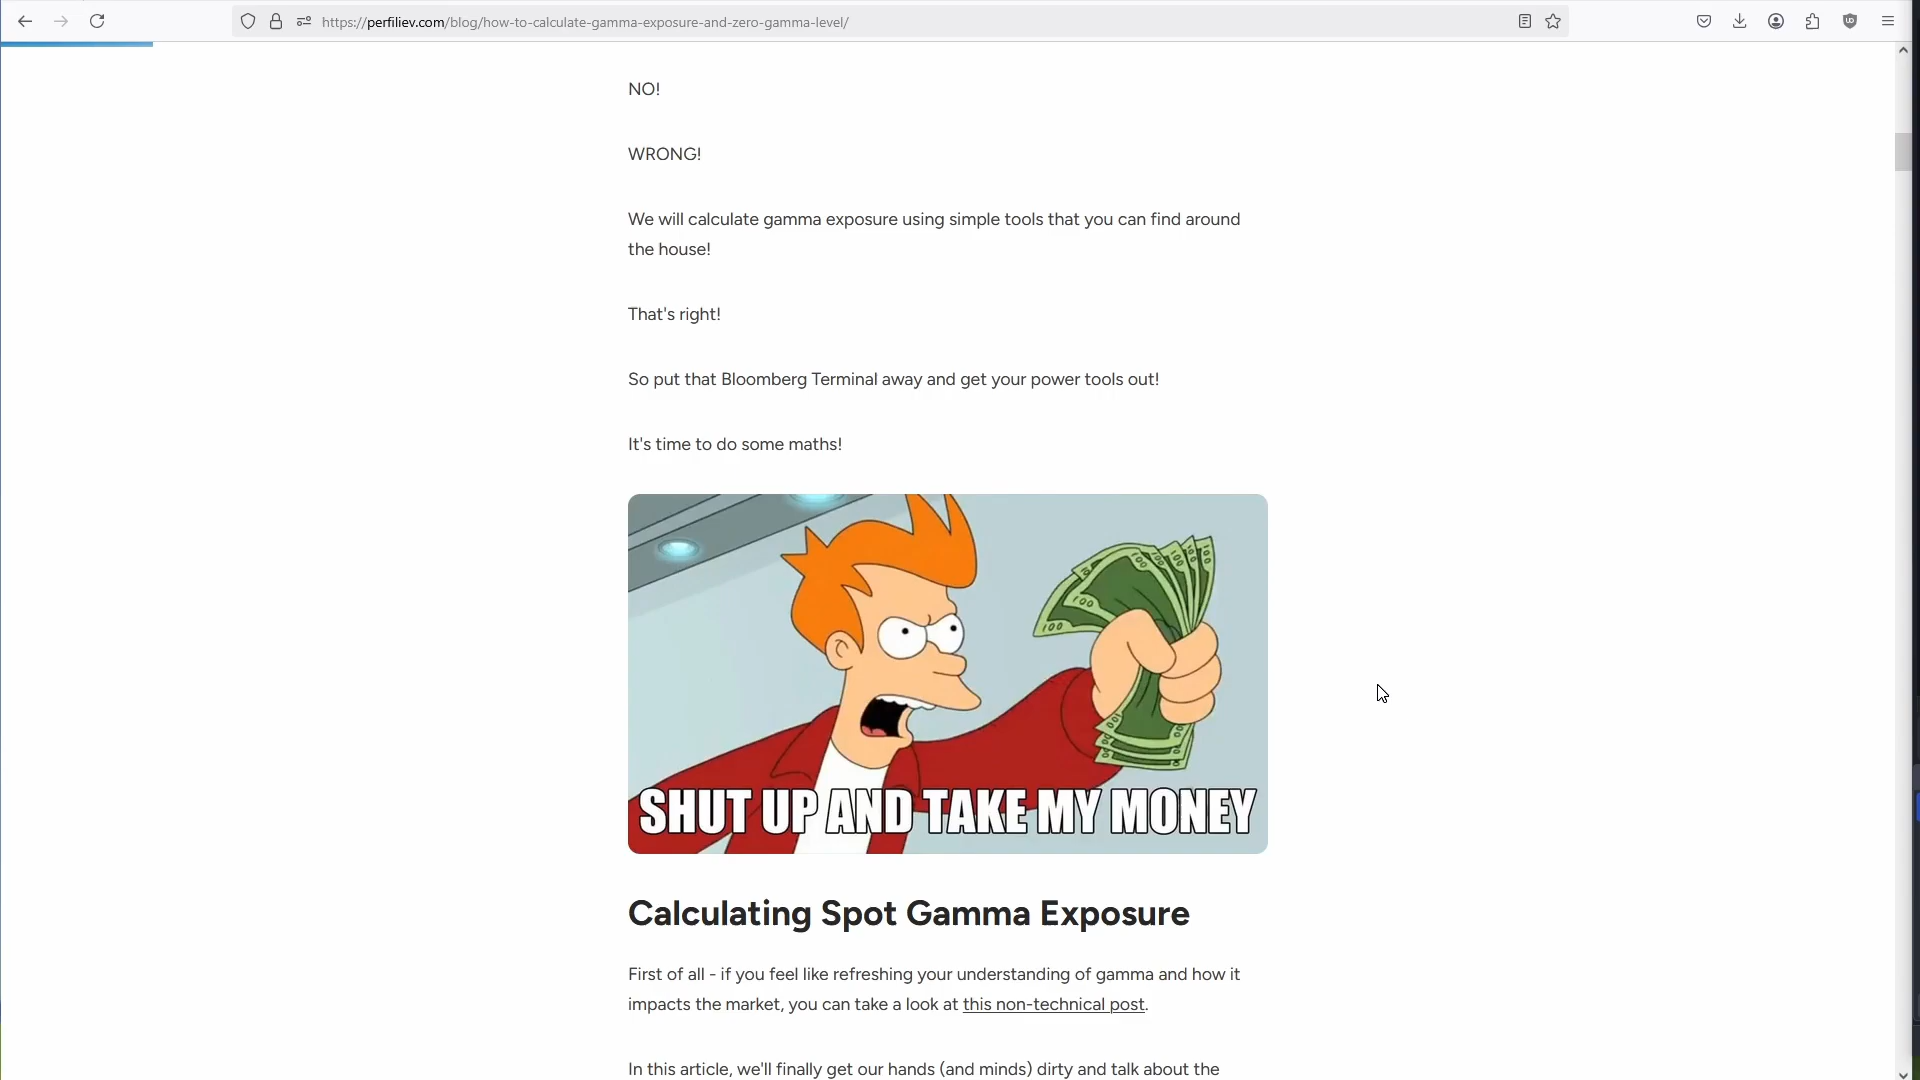 https://perfiliev.com/blog/how-to-calculate-gamma-exposure-and-zero-gamma-level/
NO!
WRONG!
We will calculate gamma exposure using simple tools that you can find around
the house!
That's right!
So put that Bloomberg Terminal away and get your power tools out!
It's time to do some maths!
100
100
100
100
100
SHUT UP AND TAKE MY MONEY
Calculating Spot Gamma Exposure
First of all - if you feel like refreshing your understanding of gamma and how it
impacts the market, you can take a look at this non-technical post.
In this article, we'll finally get our hands (and minds) dirty and talk about the